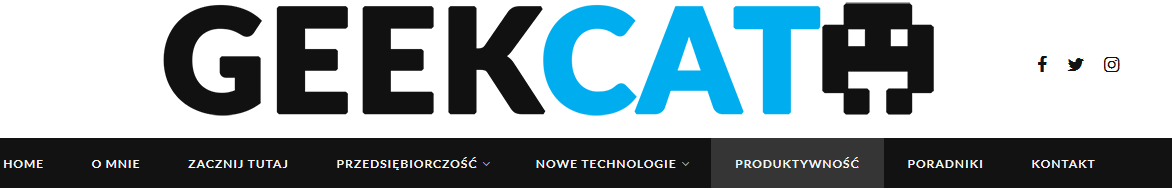 GEEKCAT
HOME O MNIE ZACZNIJ TUTAJ PRZEDSIĘBIORCZOŚĆ NOWE TECHNOLOGIE PRODUKTYWNOŚĆ PORADNIKI KONTAKT